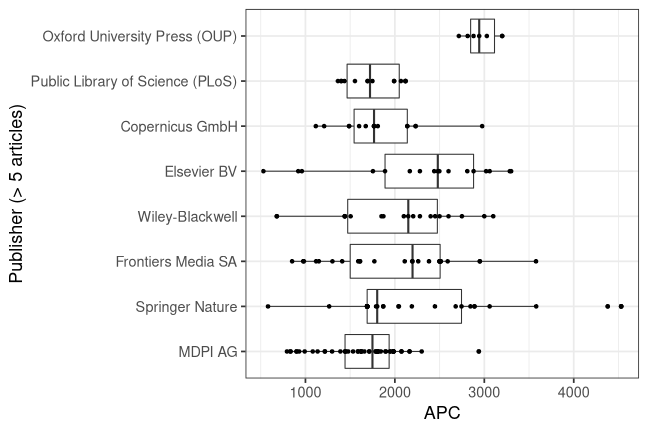 Publisher (> 5 articles)
Oxford University Press (OUP)
Public Library of Science (PLoS)
Copernicus GmbH
Elsevier BV
Wiley-Blackwell
Frontiers Media SA
Springer Nature
MDPI AG
1000 2000 3000 4000
APC